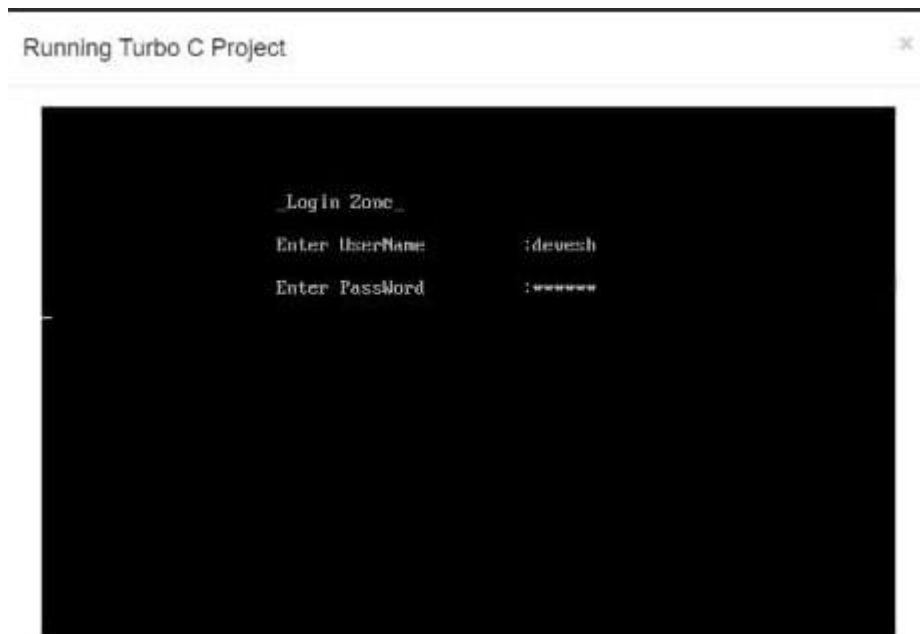 Running Turbo C Project ×
_Login Zone_
Enter UserName :devesh
Enter PassWord :******